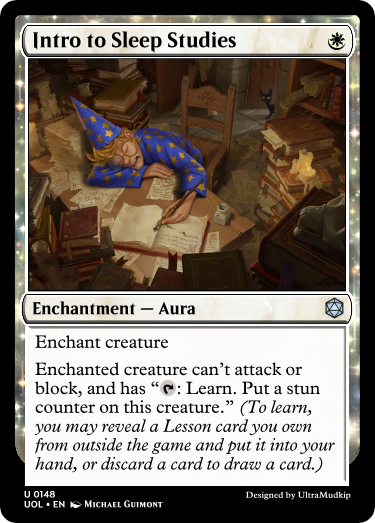 Intro to Sleep Studies
Enchantment — Aura
Enchant creature
Enchanted creature can't attack or
block, and has “: Learn. Put a stun
counter on this creature.” (To learn,
you may reveal a Lesson card you own
from outside the game and put it into your
hand, or discard a card to draw a card.)
U 0148
UOL • EN Michael Guimont
Designed by UltraMudkip